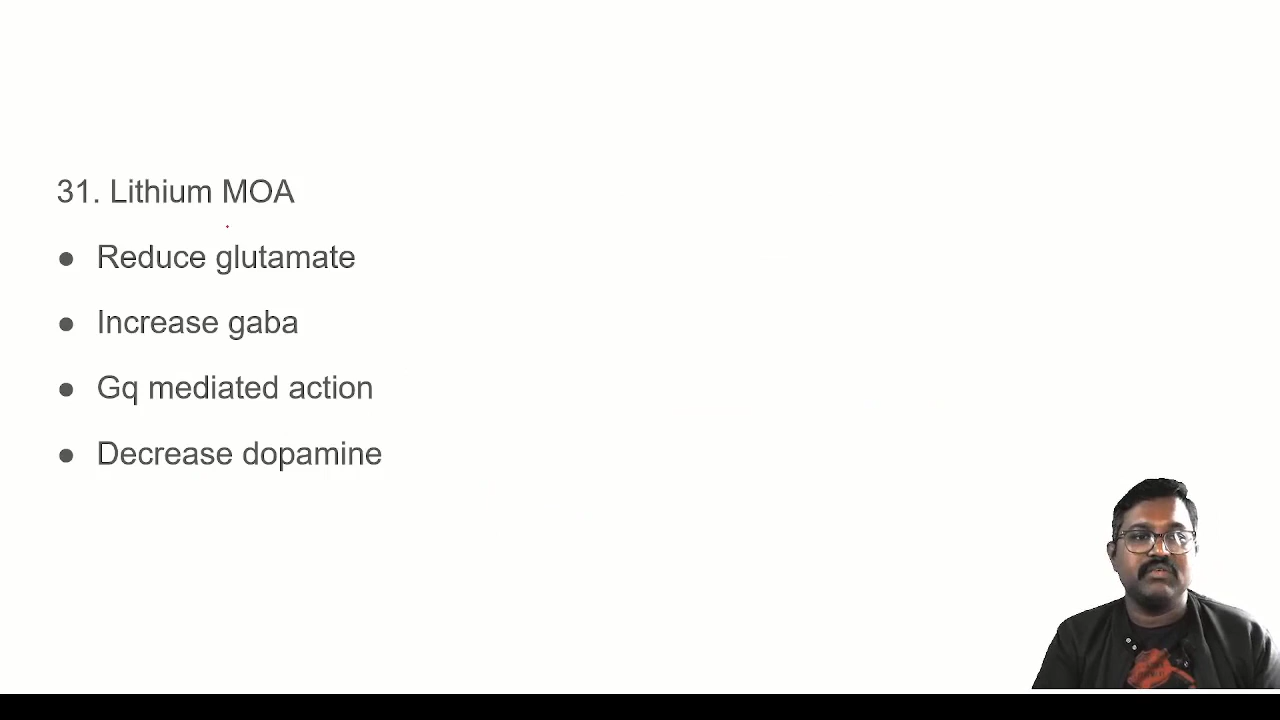 31. Lithium MOA
● Reduce glutamate
● Increase gaba
● Gq mediated action
● Decrease dopamine